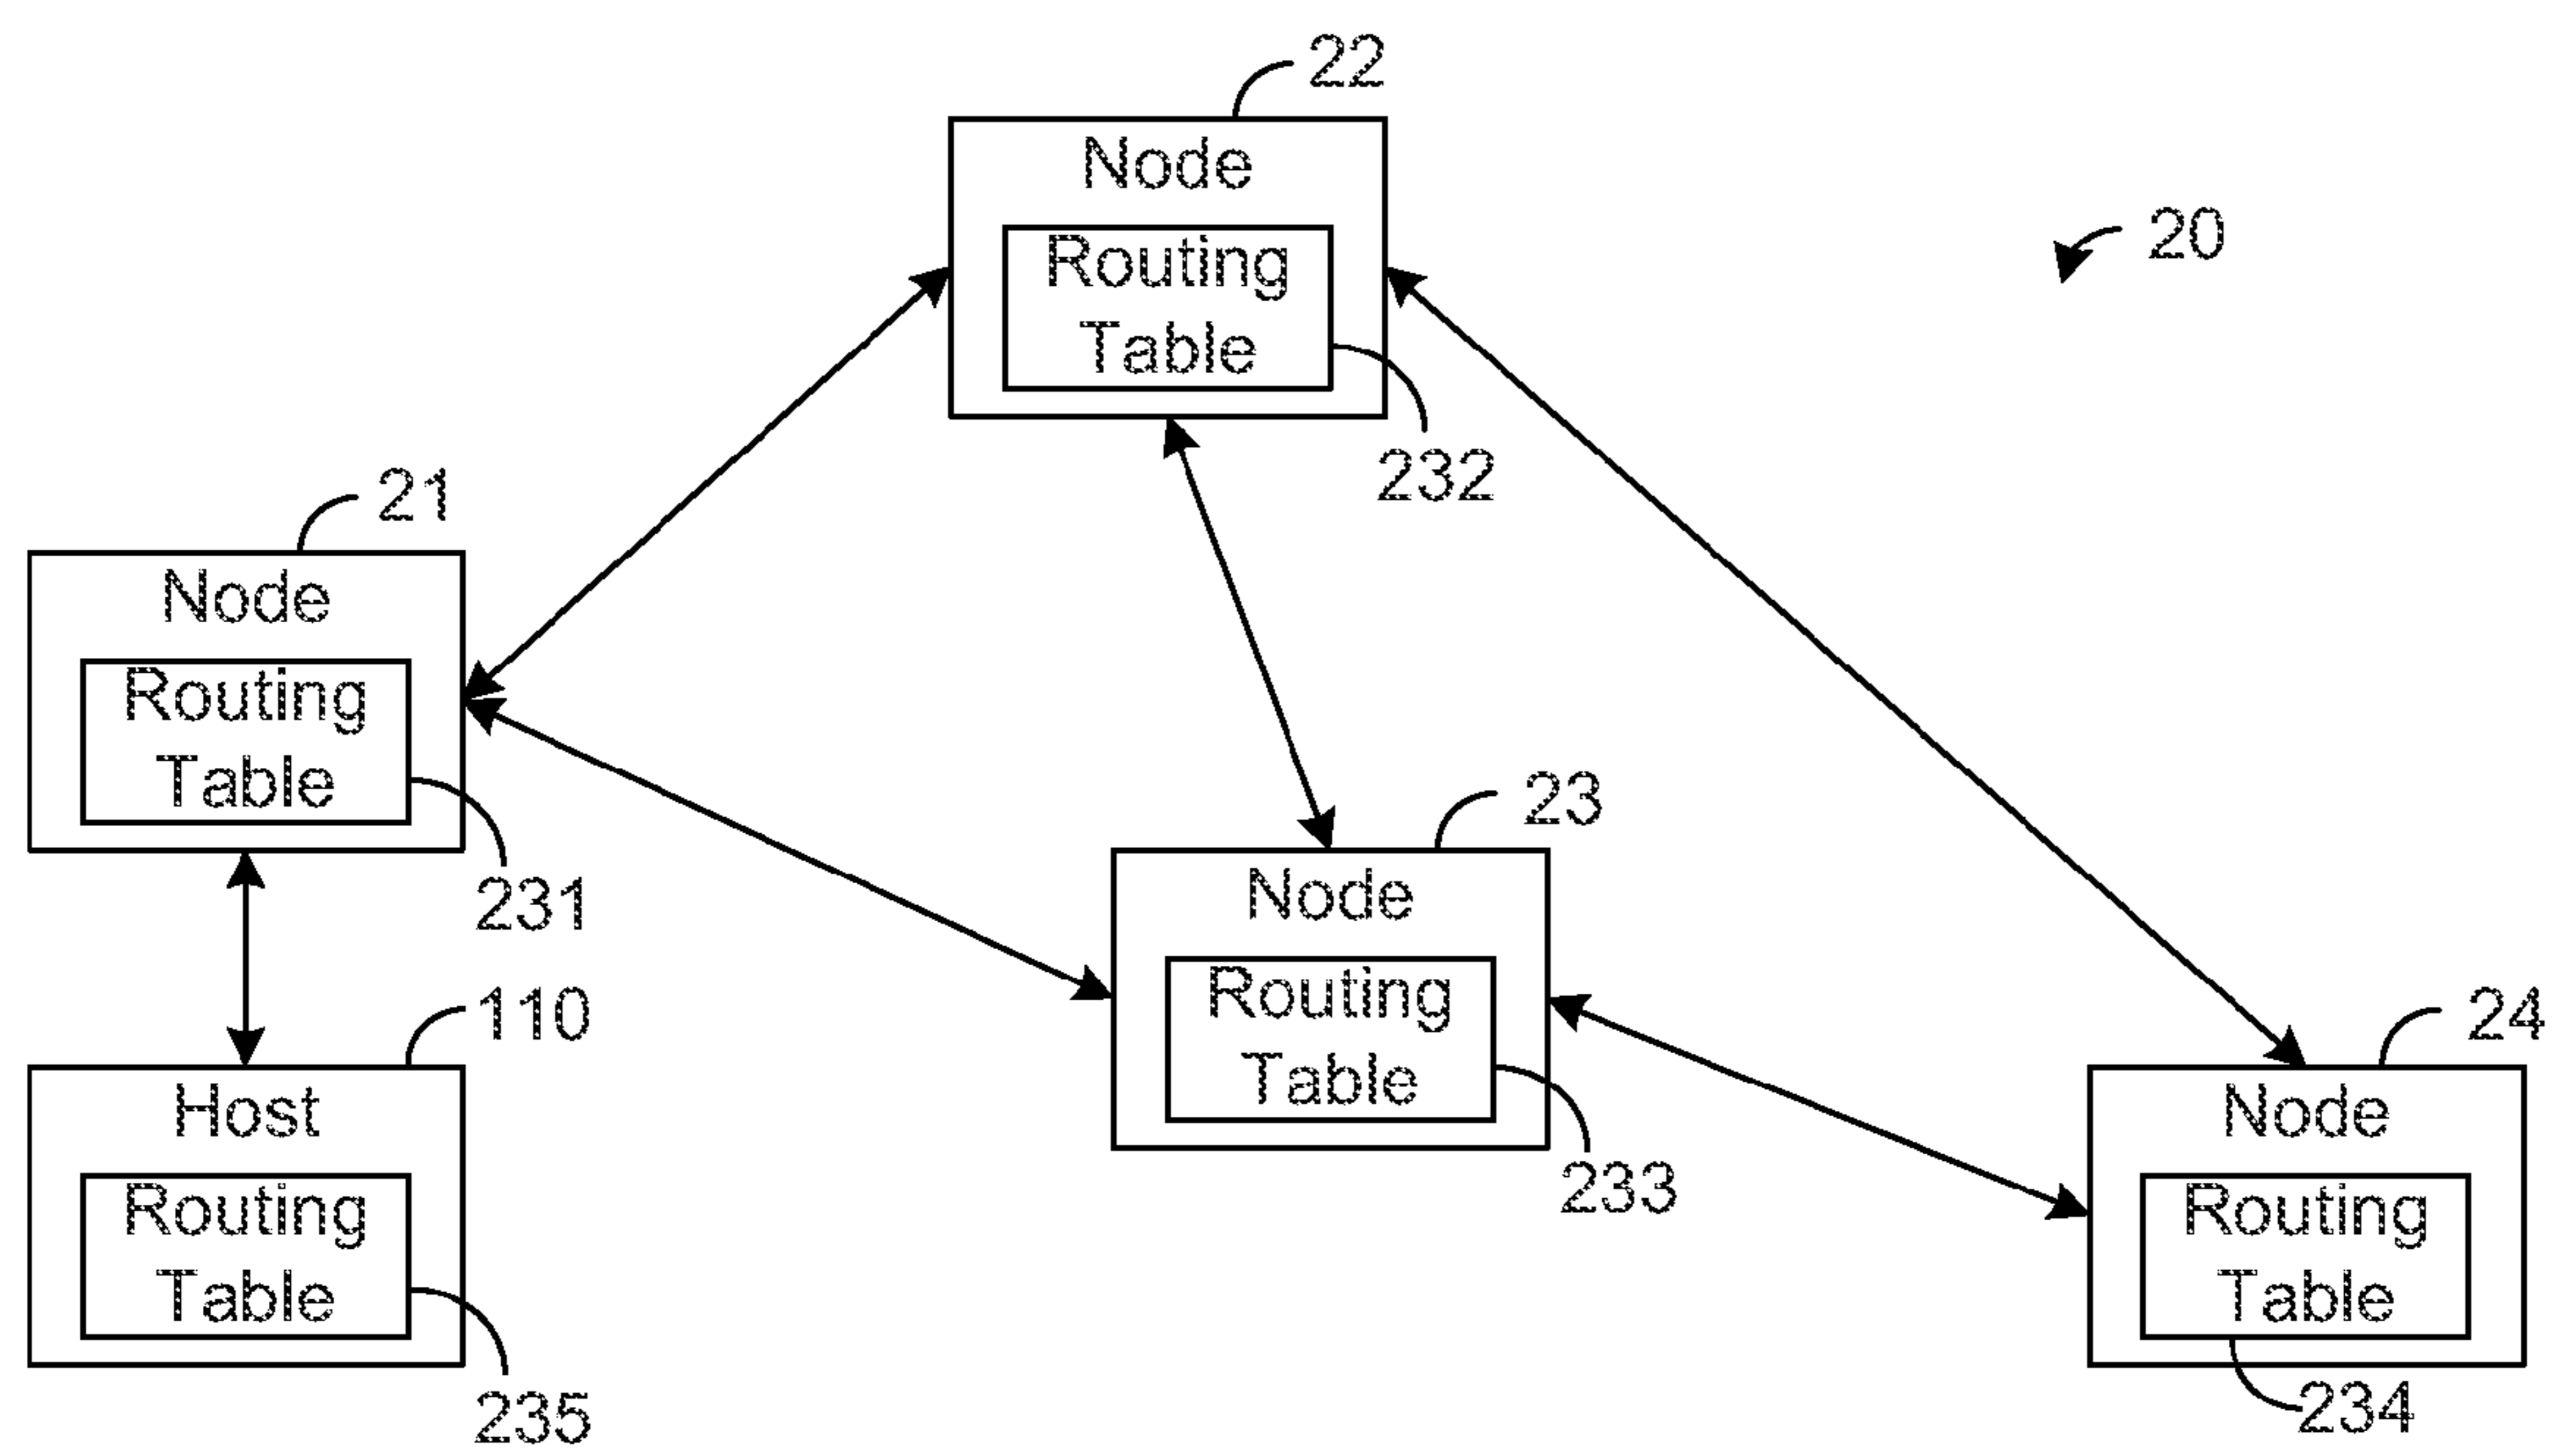 22
Node
Routing
Table
232
20
21
Node
Routing
Table
231
23
Node
Routing
Table
233
110
Host
Routing
Table
235
24
Node
Routing
Table
234